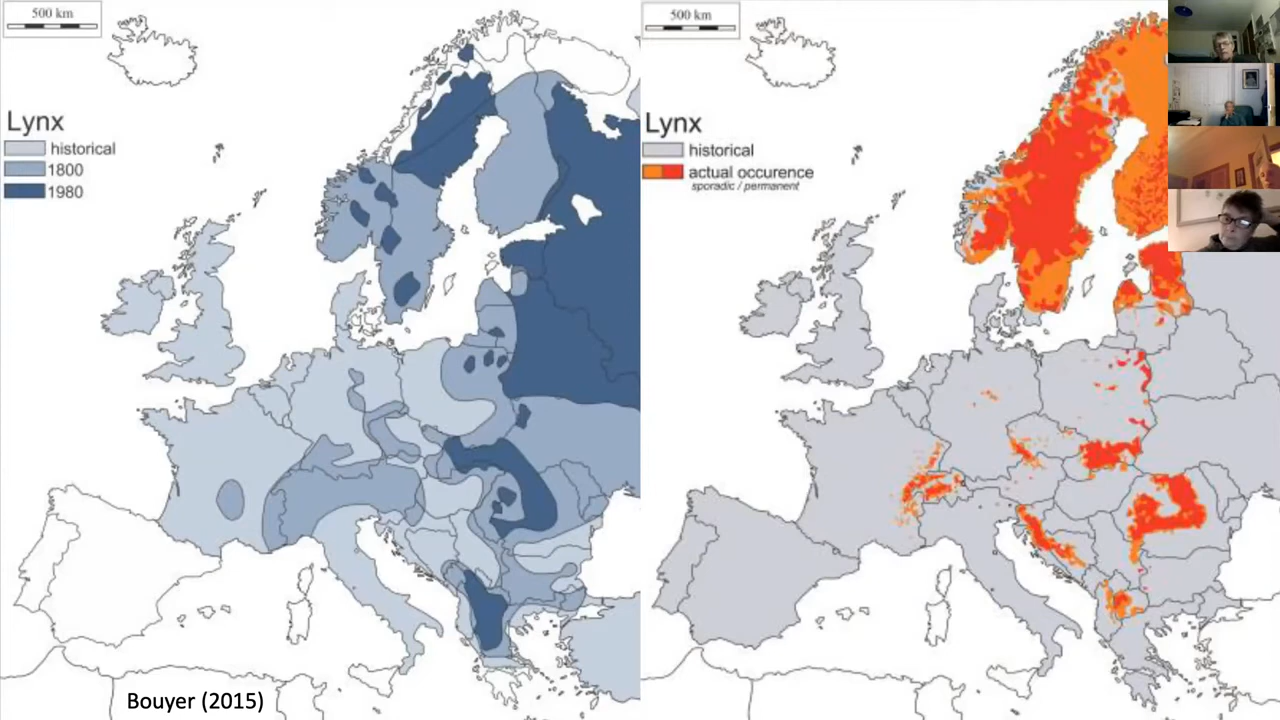 500 km
Lynx
historical
1800
1980
Bouyer (2015)
500 km
Lynx
historical
actual occurence
sporadic / permanent